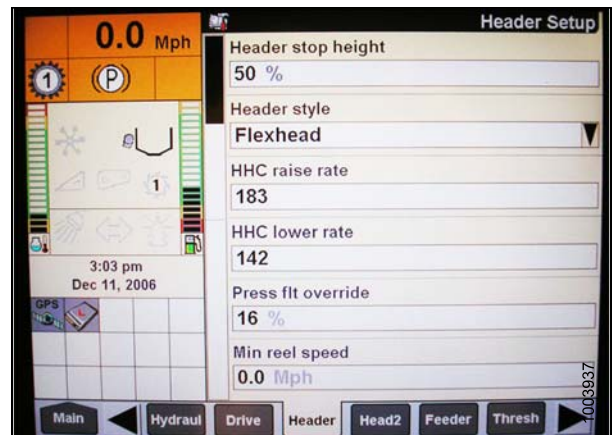 0.0 Mph
Header Setup
1
P
Header stop height
50 %
Header style
Flexhead
HHC raise rate
183
HHC lower rate
142
Press flt override
16 %
Min reel speed
0.0 Mph
1
3:03 pm
Dec 11, 2006
GPS
1003937
Main
Hydraul
Drive
Header
Head2
Feeder
Thresh